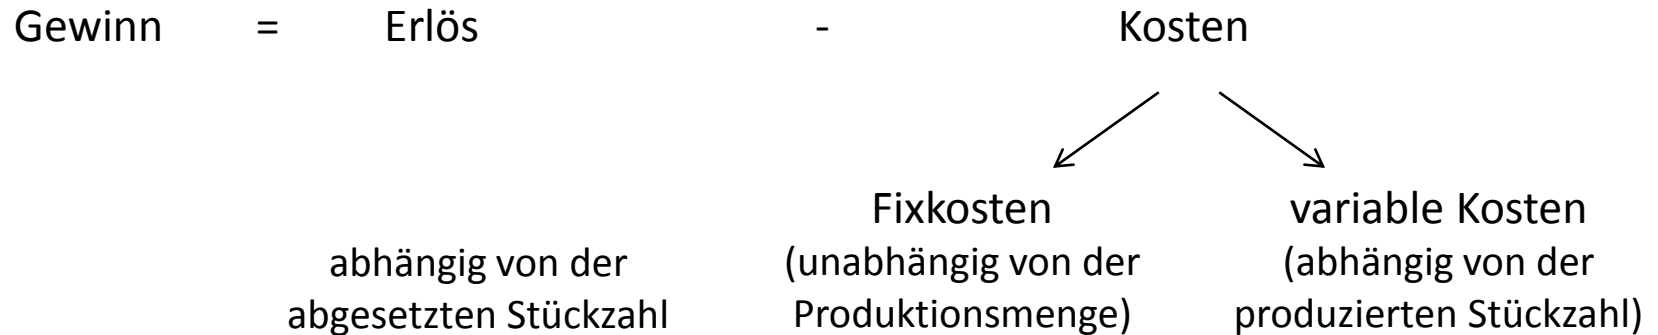 Gewinn = Erlös - Kosten
Fixkosten variable Kosten
abhängig von der (unabhängig von der (abhängig von der
abgesetzten Stückzahl Produktionsmenge) produzierten Stückzahl)